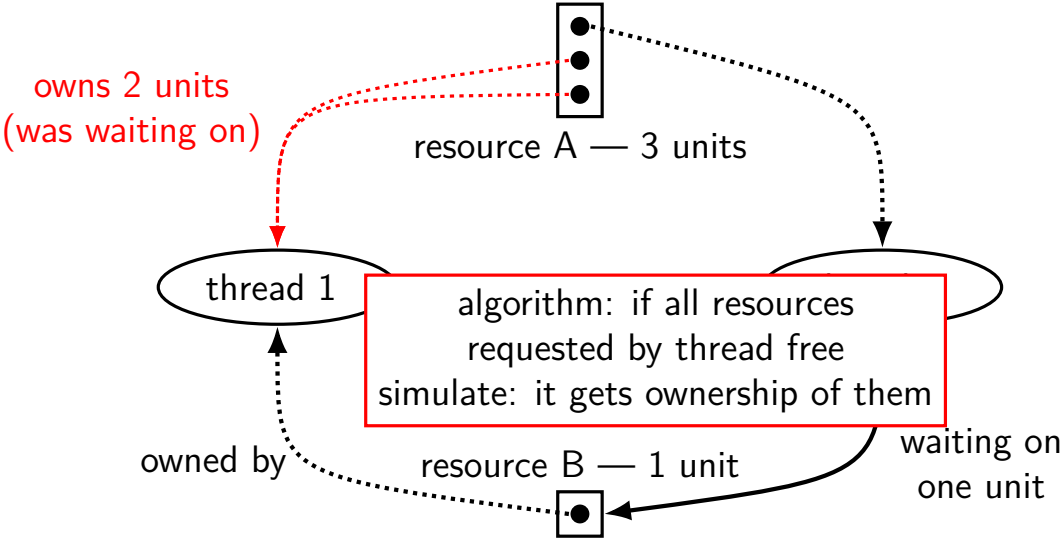 owns 2 units
(was waiting on)
resource A — 3 units
thread 1
algorithm: if all resources
requested by thread free
simulate: it gets ownership of them
waiting on
one unit
owned by
resource B — 1 unit